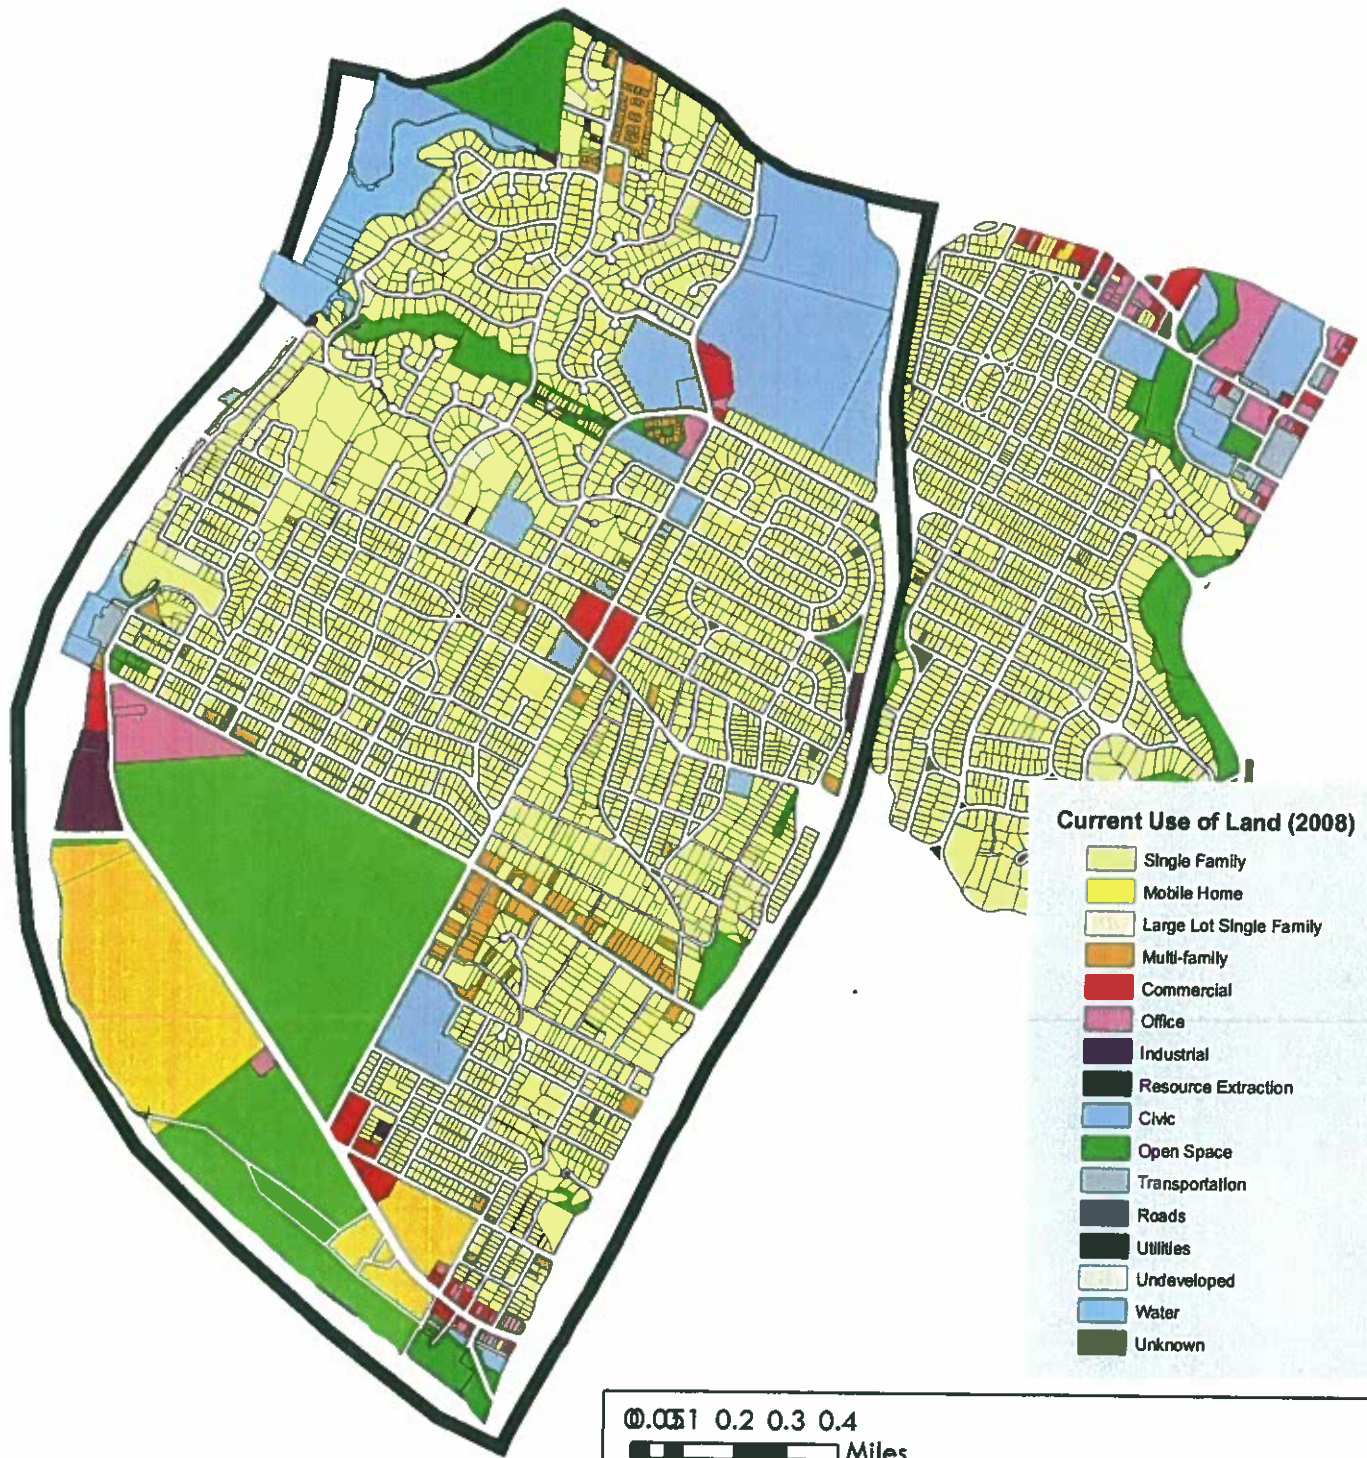 Current Use of Land (2008)
Single Family
Mobile Home
Large Lot Single Family
Multi-family
Commercial
Office
Industrial
Resource Extraction
Civic
Open Space
Transportation
Roads
Utilities
Undeveloped
Water
Unknown
0.2 0.3 0.4
Miles